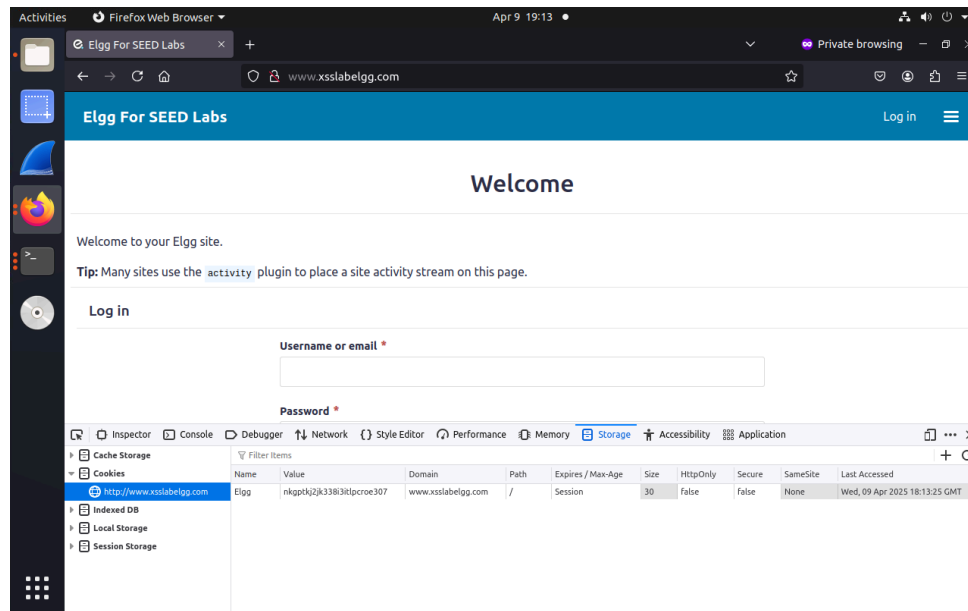 Activities Firefox Web Browser Apr 9 19:13
Elgg For SEED Labs × + Private browsing
www.xsslabelgg.com
Elgg For SEED Labs Log in
Welcome
Welcome to your Elgg site.
Tip: Many sites use the activity plugin to place a site activity stream on this page.
Log in
Username or email *
Password *
Inspector Console Debugger Network {} Style Editor Performance Memory Storage Accessibility Application
Cache Storage Filter Items
Cookies Name Value Domain Path Expires / Max-Age Size HttpOnly Secure SameSite Last Accessed
http://www.xsslabelgg.com Elgg nkgptkj2jk338i3itlpcroe307 www.xsslabelgg.com / Session 30 false false None Wed, 09 Apr 2025 18:13:25 GMT
Indexed DB
Local Storage
Session Storage